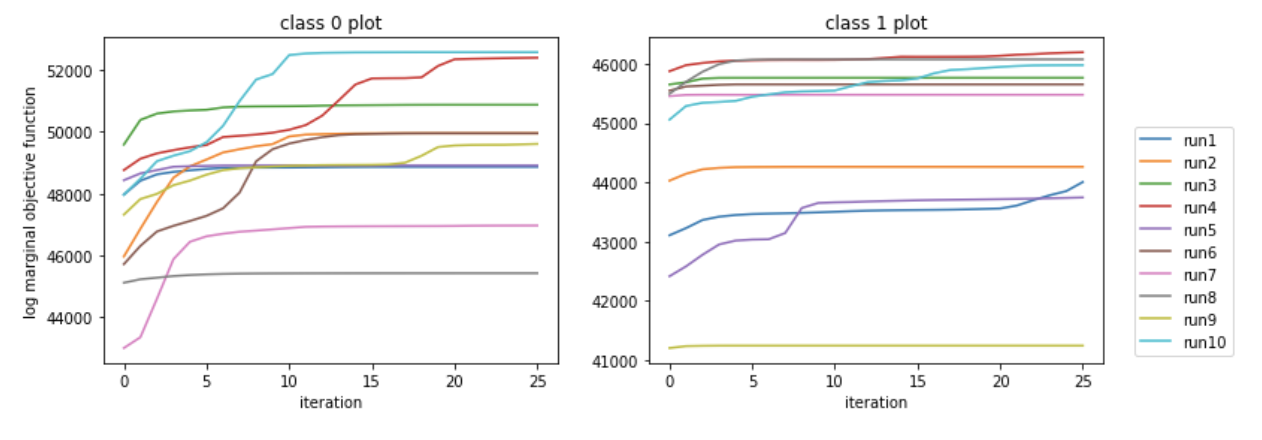 class 0 plot
log marginal objective function
52000
50000
48000
46000
44000
0 5 10 15 20 25
iteration
class 1 plot
46000
45000
44000
43000
42000
41000
0 5 10 15 20 25
iteration
run1
run2
run3
run4
run5
run6
run7
run8
run9
run10